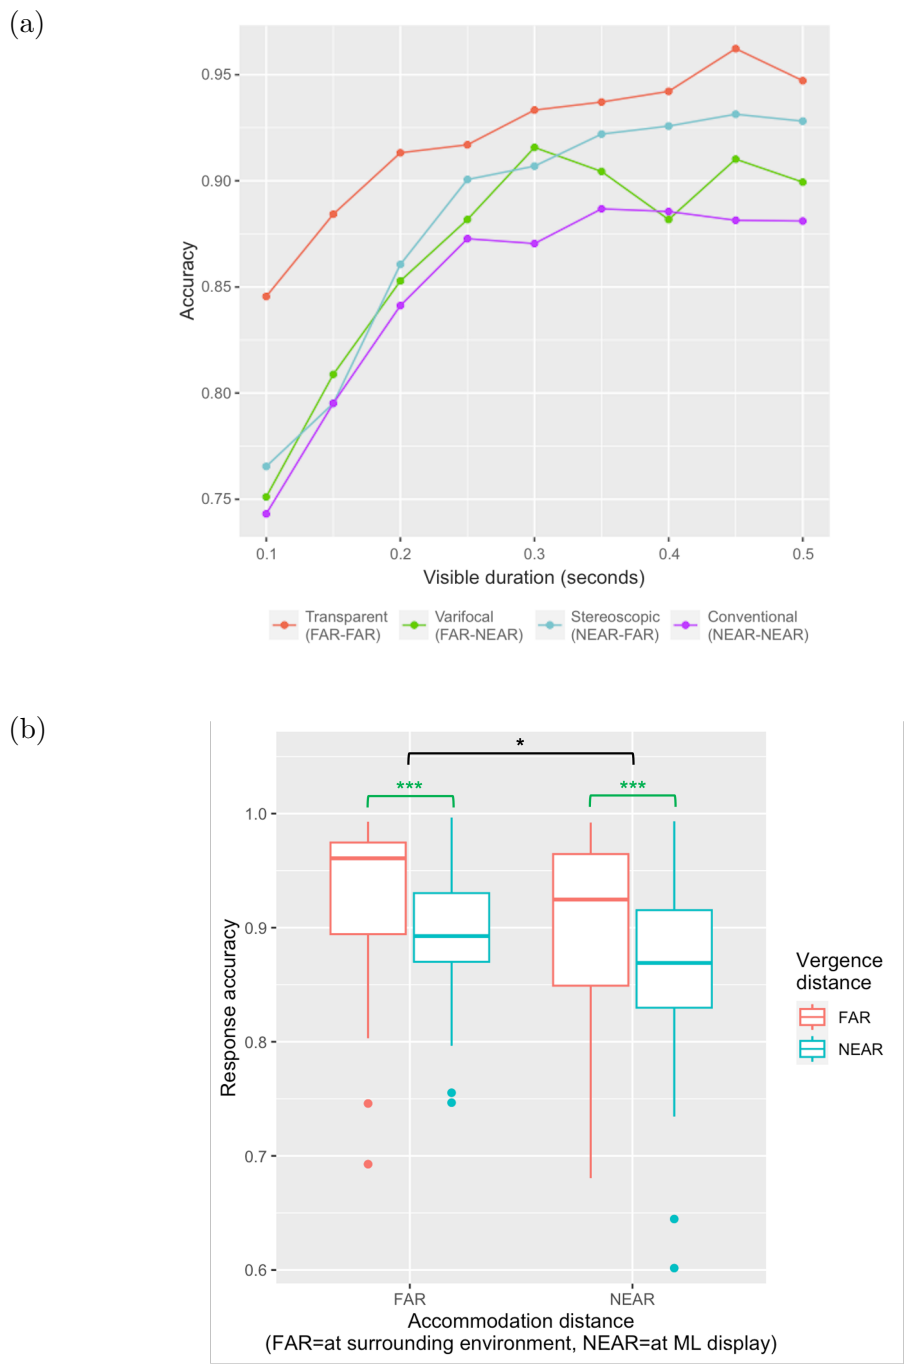 (a)
0.95
0.90
0.85
0.80
0.75
Accuracy
0.1 0.2 0.3 0.4 0.5
Visible duration (seconds)
Transparent (FAR-FAR)
Varifocal (FAR-NEAR)
Stereoscopic (NEAR-FAR)
Conventional (NEAR-NEAR)
(b)
*
*** ***
1.0
0.9
0.8
0.7
0.6
Response accuracy
FAR NEAR
Accommodation distance
(FAR=at surrounding environment, NEAR=at ML display)
Vergence
distance
FAR
NEAR